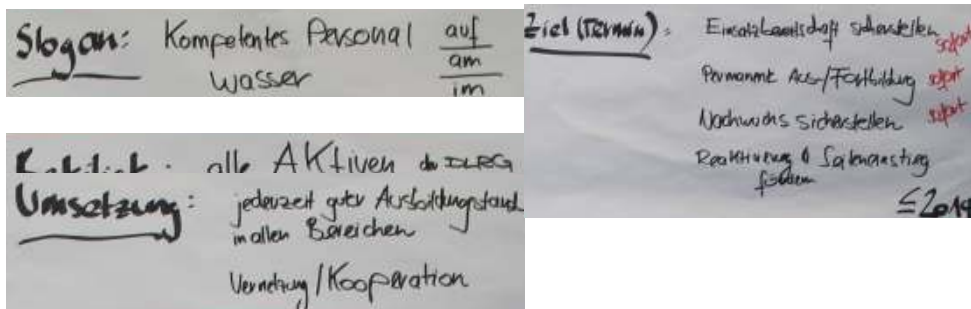 Slogan: Kompetentes Personal auf
am
wasser im
alle AKtiven der DLRG
Umsetzung: jederzeit guter Ausbildungsstand
in allen Bereichen
Vernetzung/Kooperation
Ziel (Termin): Einsatzbereitschaft sicherstellen sofort
Permanente Aus-/Fortbildung sofort
Nachwuchs sicherstellen sofort
Reaktivierung &
fördern
≤2014